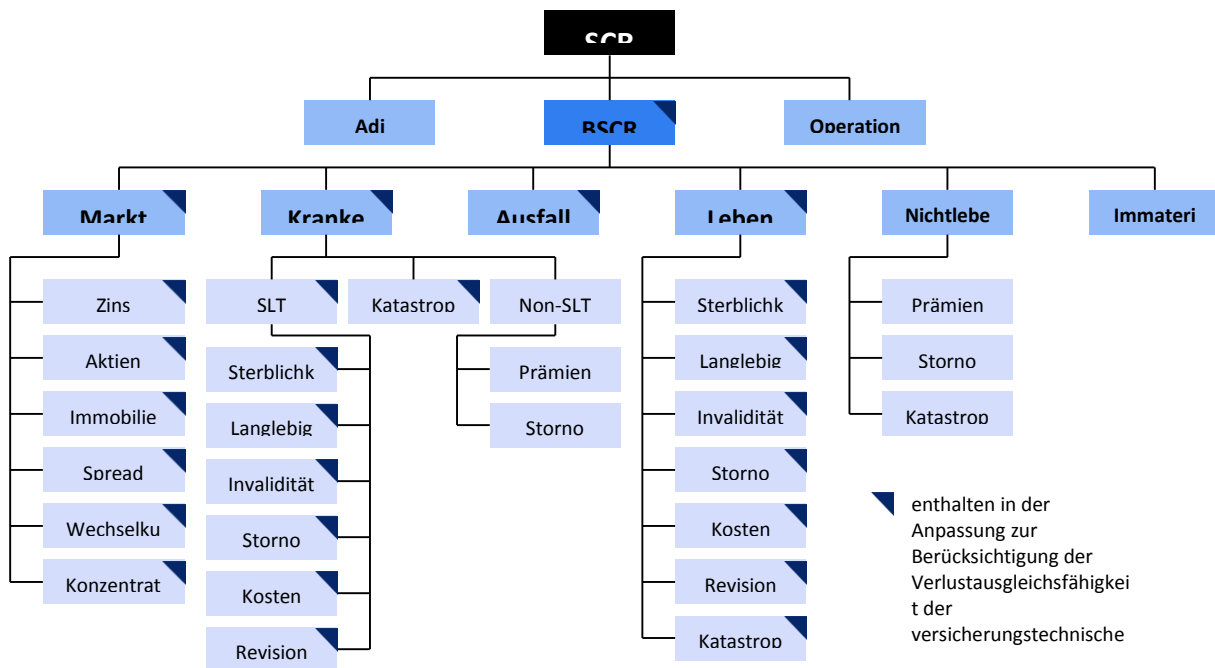 SCR
Adj
BSCR
Operation
Markt
Kranke
Ausfall
Leben
Nichtlebe
Immateri
Zins
SLT
Katastrop
Non-SLT
Sterblichk
Prämien
Aktien
Sterblichk
Prämien
Langlebig
Storno
Immobilie
Langlebig
Storno
Invalidität
Katastrop
Spread
Invalidität
Storno
Wechselku
Storno
Kosten
Konzentrat
Kosten
Revision
Revision
Katastrop
enthalten in der
Anpassung zur
Berücksichtigung der
Verlustausgleichsfähigkei
t der
versicherungstechnische